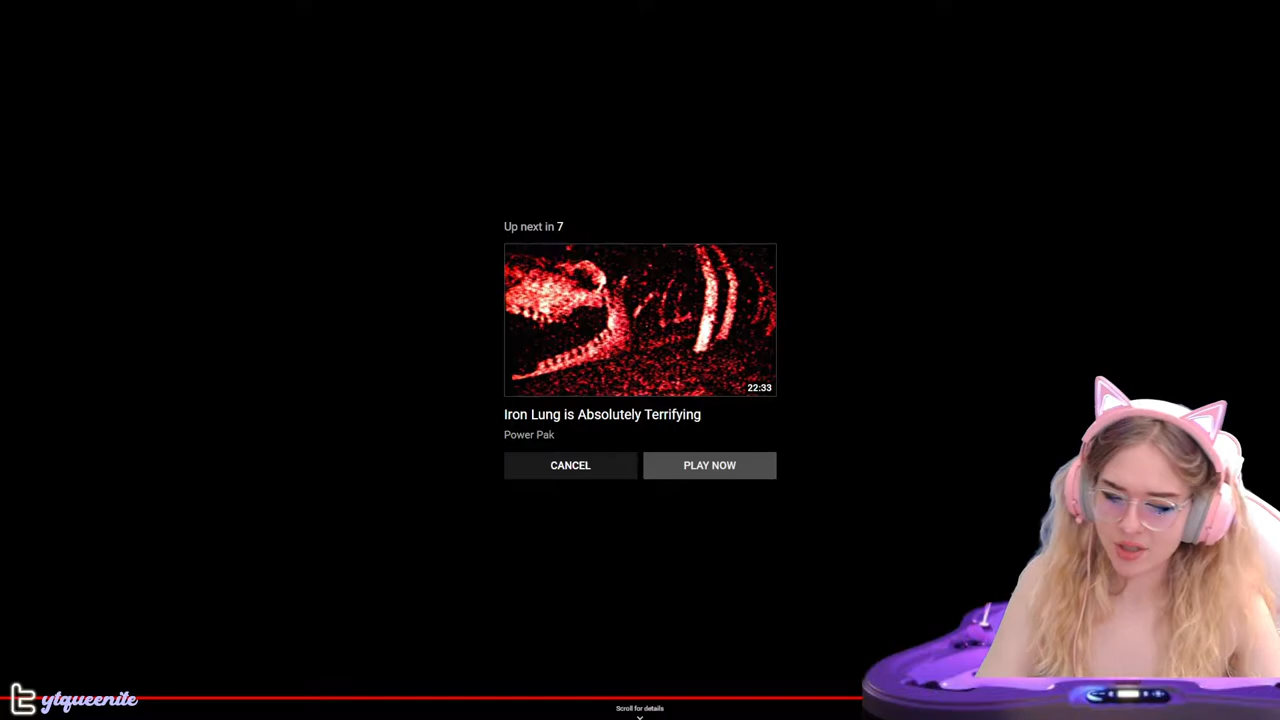 Up next in 7
22:33
Iron Lung is Absolutely Terrifying
Power Pak
CANCEL
PLAY NOW
ytqueenite
Scroll for details